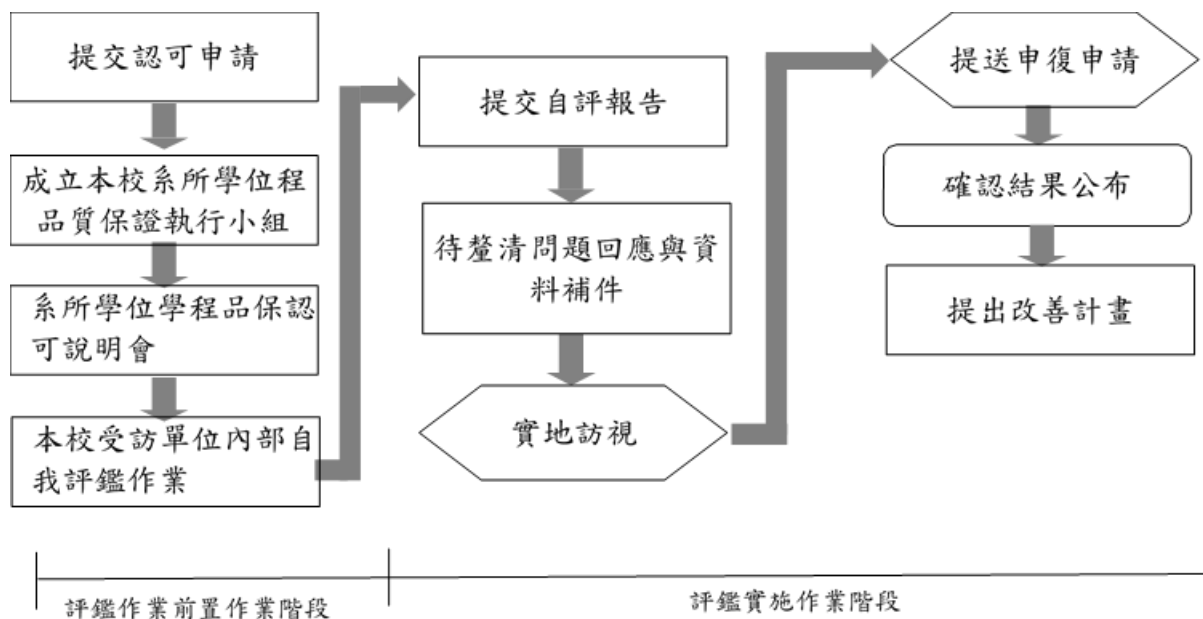 提交認可申請
成立本校系所學位程
品質保證執行小組
系所學位學程品保認
可說明會
本校受訪單位內部自
我評鑑作業
提交自評報告
待釐清問題回應與資
料補件
實地訪視
提送申復申請
確認結果公布
提出改善計畫
評鑑作業前置作業階段
評鑑實施作業階段